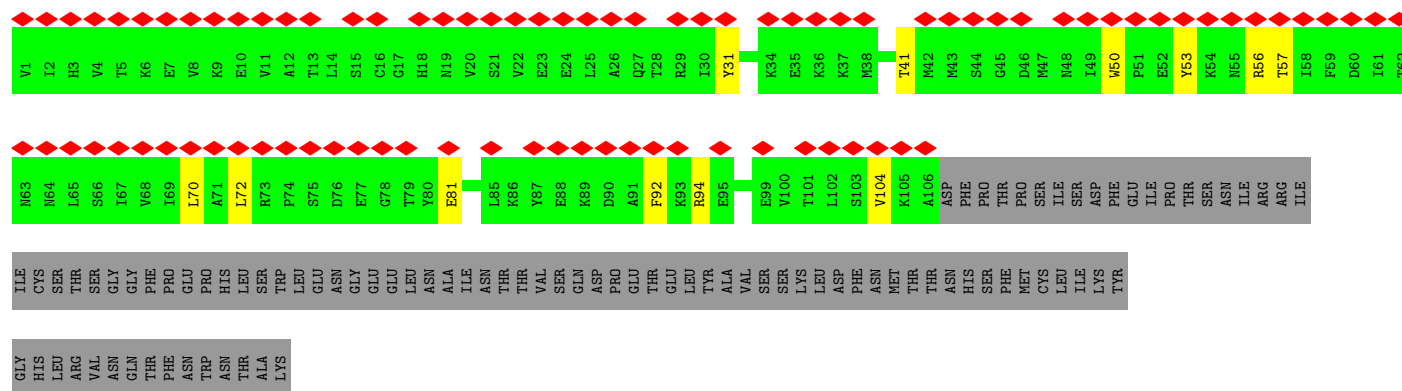 V1 I2 H3 V4 T5 K6 E7 V8 K9 E10 V11 A12 T13 L14 S15 C16 G17 H18 N19 V20 S21 V22 E23 E24 L25 A26 Q27 T28 R29 I30 Y31 K34 E35 K36 K37 M38 T41 M42 M43 S44 G45 D46 M47 N48 I49 W50 P51 E52 Y53 K54 N55 R56 T57 I58 F59 D60 I61 T62
N63 N64 L65 S66 I67 V68 I69 L70 A71 L72 R73 P74 S75 D76 E77 G78 T79 Y80 E81 L85 K86 Y87 E88 K89 D90 A91 F92 K93 R94 E95 E99 V100 T101 L102 S103 V104 K105 A106 ASP PHE PRO THR PRO SER ILE SER ASP PHE GLU ILE PRO THR SER ASN ILE ARG ARG ILE
ILE CYS SER THR SER GLY GLY PHE PRO GLU PRO HIS LEU SER TRP LEU GLU ASN GLY GLU GLU LEU ASN ALA ILE ASN THR THR VAL SER GLN ASP PRO GLU THR GLU LEU TYR ALA VAL SER SER LYS LEU ASP PHE ASN MET THR THR ASN HIS SER PHE MET CYS LEU ILE LYS TYR
GLY HIS LEU ARG VAL ASN GLN THR PHE ASN TRP ASN THR ALA LYS